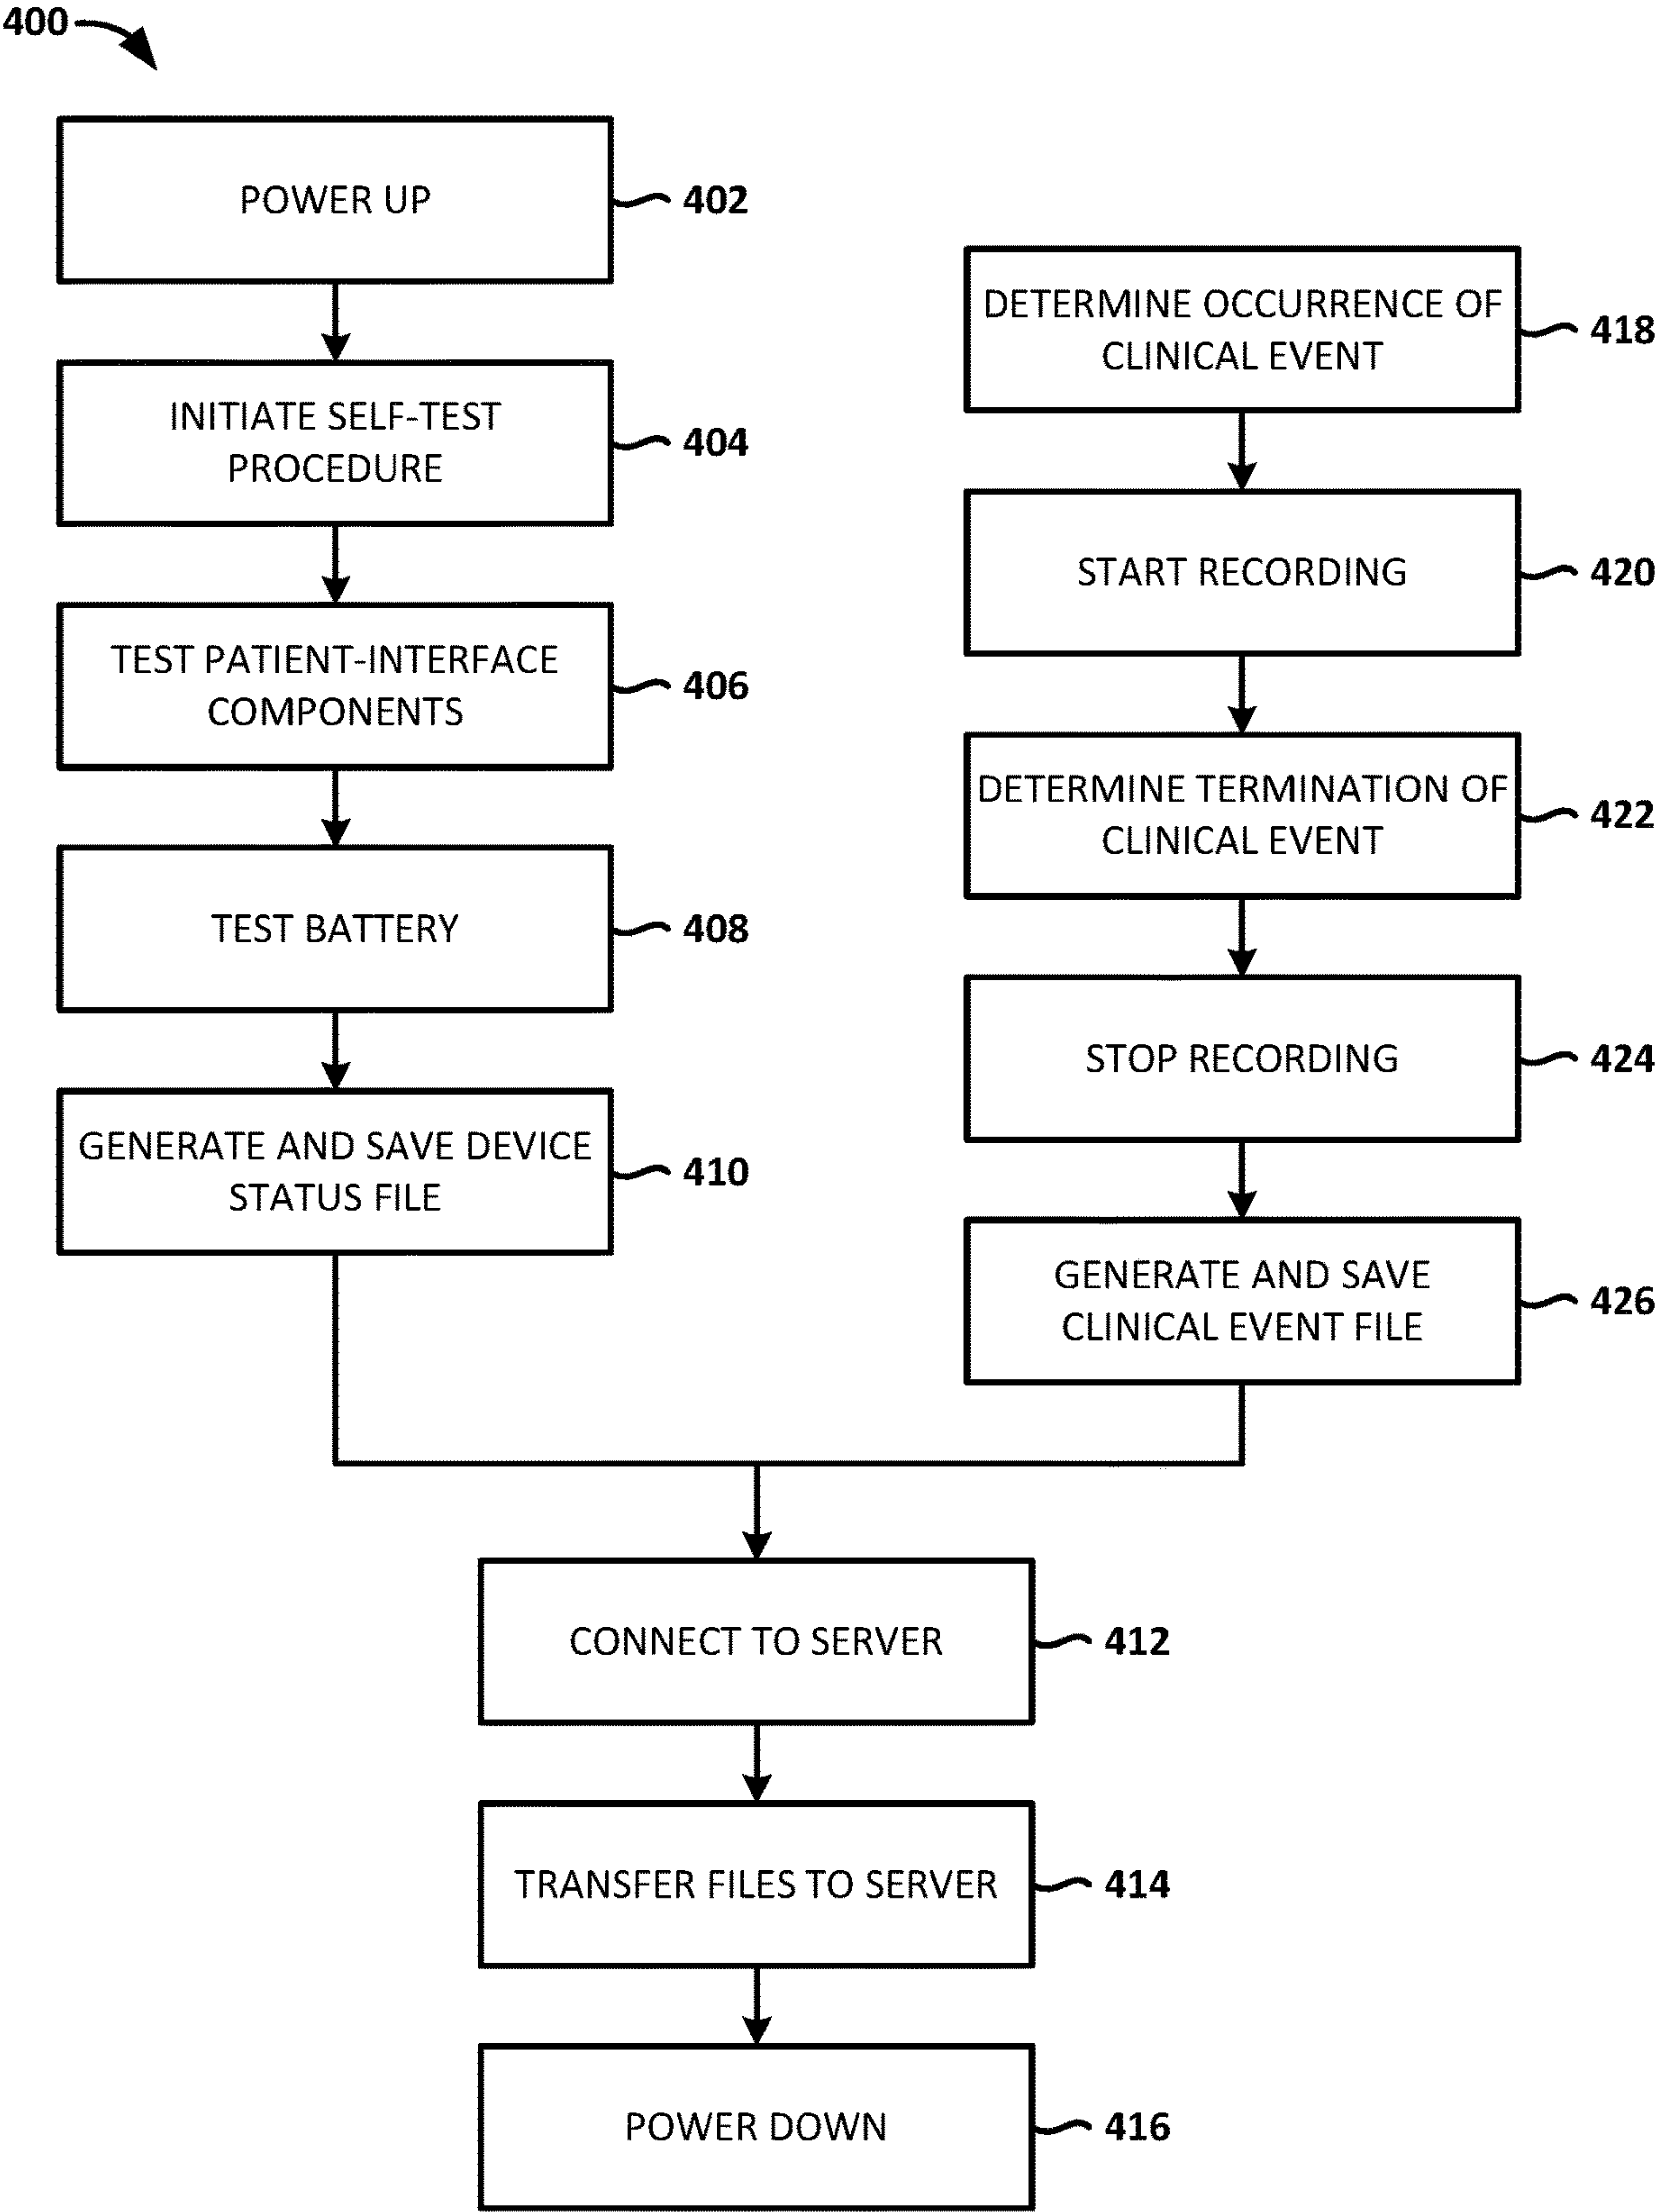 400
POWER UP
402
INITIATE SELF-TEST
PROCEDURE
404
TEST PATIENT-INTERFACE
COMPONENTS
406
TEST BATTERY
408
GENERATE AND SAVE DEVICE
STATUS FILE
410
DETERMINE OCCURRENCE OF
CLINICAL EVENT
418
START RECORDING
420
DETERMINE TERMINATION OF
CLINICAL EVENT
422
STOP RECORDING
424
GENERATE AND SAVE
CLINICAL EVENT FILE
426
CONNECT TO SERVER
412
TRANSFER FILES TO SERVER
414
POWER DOWN
416